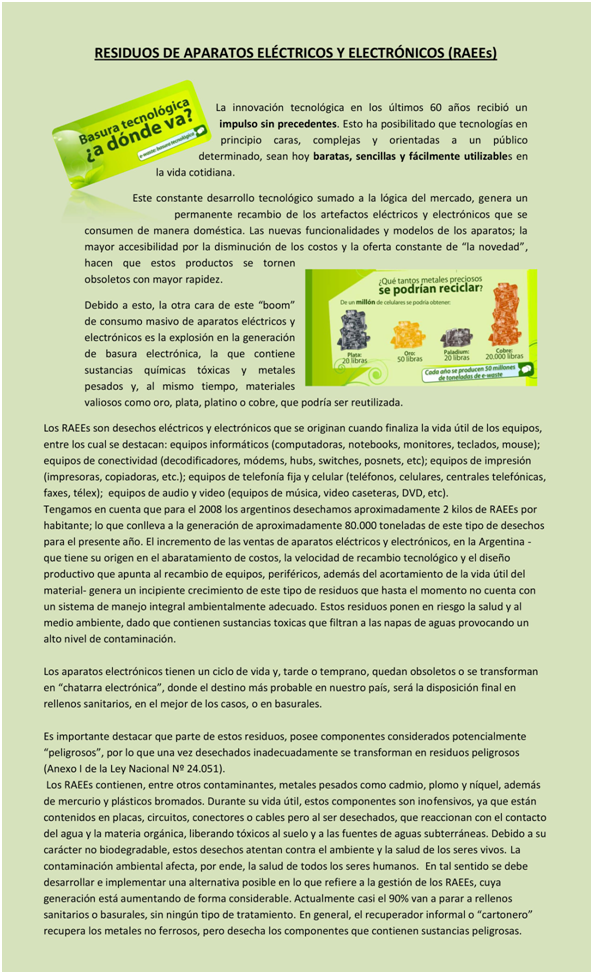 RESIDUOS DE APARATOS ELÉCTRICOS Y ELECTRÓNICOS (RAEEs)
Basura tecnológica
¿a dónde va?
e-waste: basura tecnológica
La innovación tecnológica en los últimos 60 años recibió un
impulso sin precedentes. Esto ha posibilitado que tecnologías en
principio caras, complejas y orientadas a un público
determinado, sean hoy baratas, sencillas y fácilmente utilizables en
la vida cotidiana.
Este constante desarrollo tecnológico sumado a la lógica del mercado, genera un
permanente recambio de los artefactos eléctricos y electrónicos que se
consumen de manera doméstica. Las nuevas funcionalidades y modelos de los aparatos; la
mayor accesibilidad por la disminución de los costos y la oferta constante de “la novedad”,
hacen que estos productos se tornen
obsoletos con mayor rapidez.
¿Qué tantos metales preciosos
se podrían reciclar?
De un millón de celulares se podría obtener:
Plata:
20 libras
Oro:
50 libras
Paladium:
20 libras
Cobre:
20.000 libras
Cada año se producen 50 millones
de toneladas de e-waste
Debido a esto, la otra cara de este “boom”
de consumo masivo de aparatos eléctricos y
electrónicos es la explosión en la generación
de basura electrónica, la que contiene
sustancias químicas tóxicas y metales
pesados y, al mismo tiempo, materiales
valiosos como oro, plata, platino o cobre, que podría ser reutilizada.
Los RAEEs son desechos eléctricos y electrónicos que se originan cuando finaliza la vida útil de los equipos,
entre los cual se destacan: equipos informáticos (computadoras, notebooks, monitores, teclados, mouse);
equipos de conectividad (decodificadores, módems, hubs, switches, posnets, etc); equipos de impresión
(impresoras, copiadoras, etc.); equipos de telefonía fija y celular (teléfonos, celulares, centrales telefónicas,
faxes, télex); equipos de audio y video (equipos de música, video caseteras, DVD, etc).
Tengamos en cuenta que para el 2008 los argentinos desechamos aproximadamente 2 kilos de RAEEs por
habitante; lo que conlleva a la generación de aproximadamente 80.000 toneladas de este tipo de desechos
para el presente año. El incremento de las ventas de aparatos eléctricos y electrónicos, en la Argentina -
que tiene su origen en el abaratamiento de costos, la velocidad de recambio tecnológico y el diseño
productivo que apunta al recambio de equipos, periféricos, además del acortamiento de la vida útil del
material- genera un incipiente crecimiento de este tipo de residuos que hasta el momento no cuenta con
un sistema de manejo integral ambientalmente adecuado. Estos residuos ponen en riesgo la salud y al
medio ambiente, dado que contienen sustancias toxicas que filtran a las napas de aguas provocando un
alto nivel de contaminación.
Los aparatos electrónicos tienen un ciclo de vida y, tarde o temprano, quedan obsoletos o se transforman
en “chatarra electrónica”, donde el destino más probable en nuestro país, será la disposición final en
rellenos sanitarios, en el mejor de los casos, o en basurales.
Es importante destacar que parte de estos residuos, posee componentes considerados potencialmente
“peligrosos”, por lo que una vez desechados inadecuadamente se transforman en residuos peligrosos
(Anexo I de la Ley Nacional Nº 24.051).
Los RAEEs contienen, entre otros contaminantes, metales pesados como cadmio, plomo y níquel, además
de mercurio y plásticos bromados. Durante su vida útil, estos componentes son inofensivos, ya que están
contenidos en placas, circuitos, conectores o cables pero al ser desechados, que reaccionan con el contacto
del agua y la materia orgánica, liberando tóxicos al suelo y a las fuentes de aguas subterráneas. Debido a su
carácter no biodegradable, estos desechos atentan contra el ambiente y la salud de los seres vivos. La
contaminación ambiental afecta, por ende, la salud de todos los seres humanos. En tal sentido se debe
desarrollar e implementar una alternativa posible en lo que refiere a la gestión de los RAEEs, cuya
generación está aumentando de forma considerable. Actualmente casi el 90% van a parar a rellenos
sanitarios o basurales, sin ningún tipo de tratamiento. En general, el recuperador informal o “cartonero”
recupera los metales no ferrosos, pero desecha los componentes que contienen sustancias peligrosas.